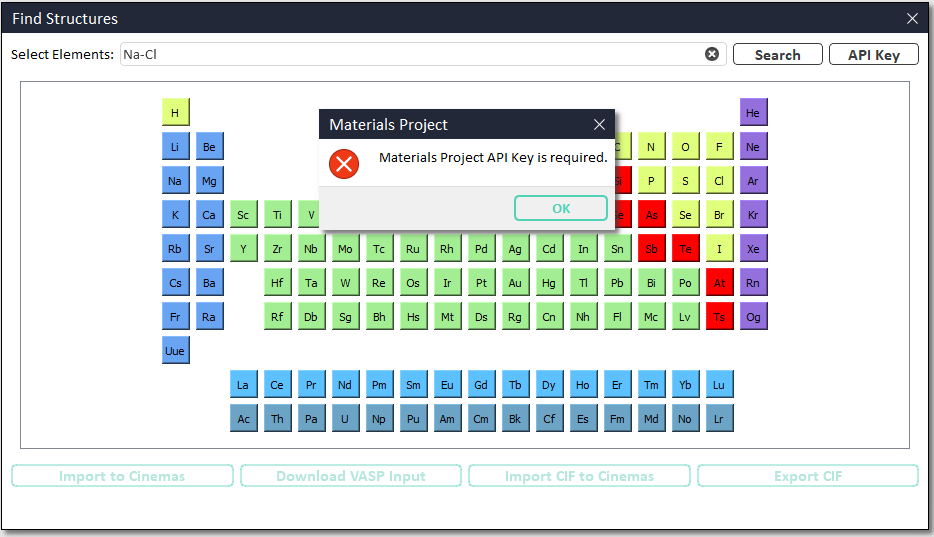 Find Structures
Select Elements: Na-Cl Search API Key
H He
Materials Project
Li Be C N O F Ne
Materials Project API Key is required.
Na Mg Si P S Cl Ar
OK
K Ca Sc Ti V Se As Se Br Kr
Rb Sr Y Zr Nb Mo Tc Ru Rh Pd Ag Cd In Sn Sb Te I Xe
Cs Ba Hf Ta W Re Os Ir Pt Au Hg Tl Pb Bi Po At Rn
Fr Ra Rf Db Sg Bh Hs Mt Ds Rg Cn Nh Fl Mc Lv Ts Og
Uue
La Ce Pr Nd Pm Sm Eu Gd Tb Dy Ho Er Tm Yb Lu
Ac Th Pa U Np Pu Am Cm Bk Cf Es Fm Md No Lr
Import to Cinemas Download VASP Input Import CIF to Cinemas Export CIF